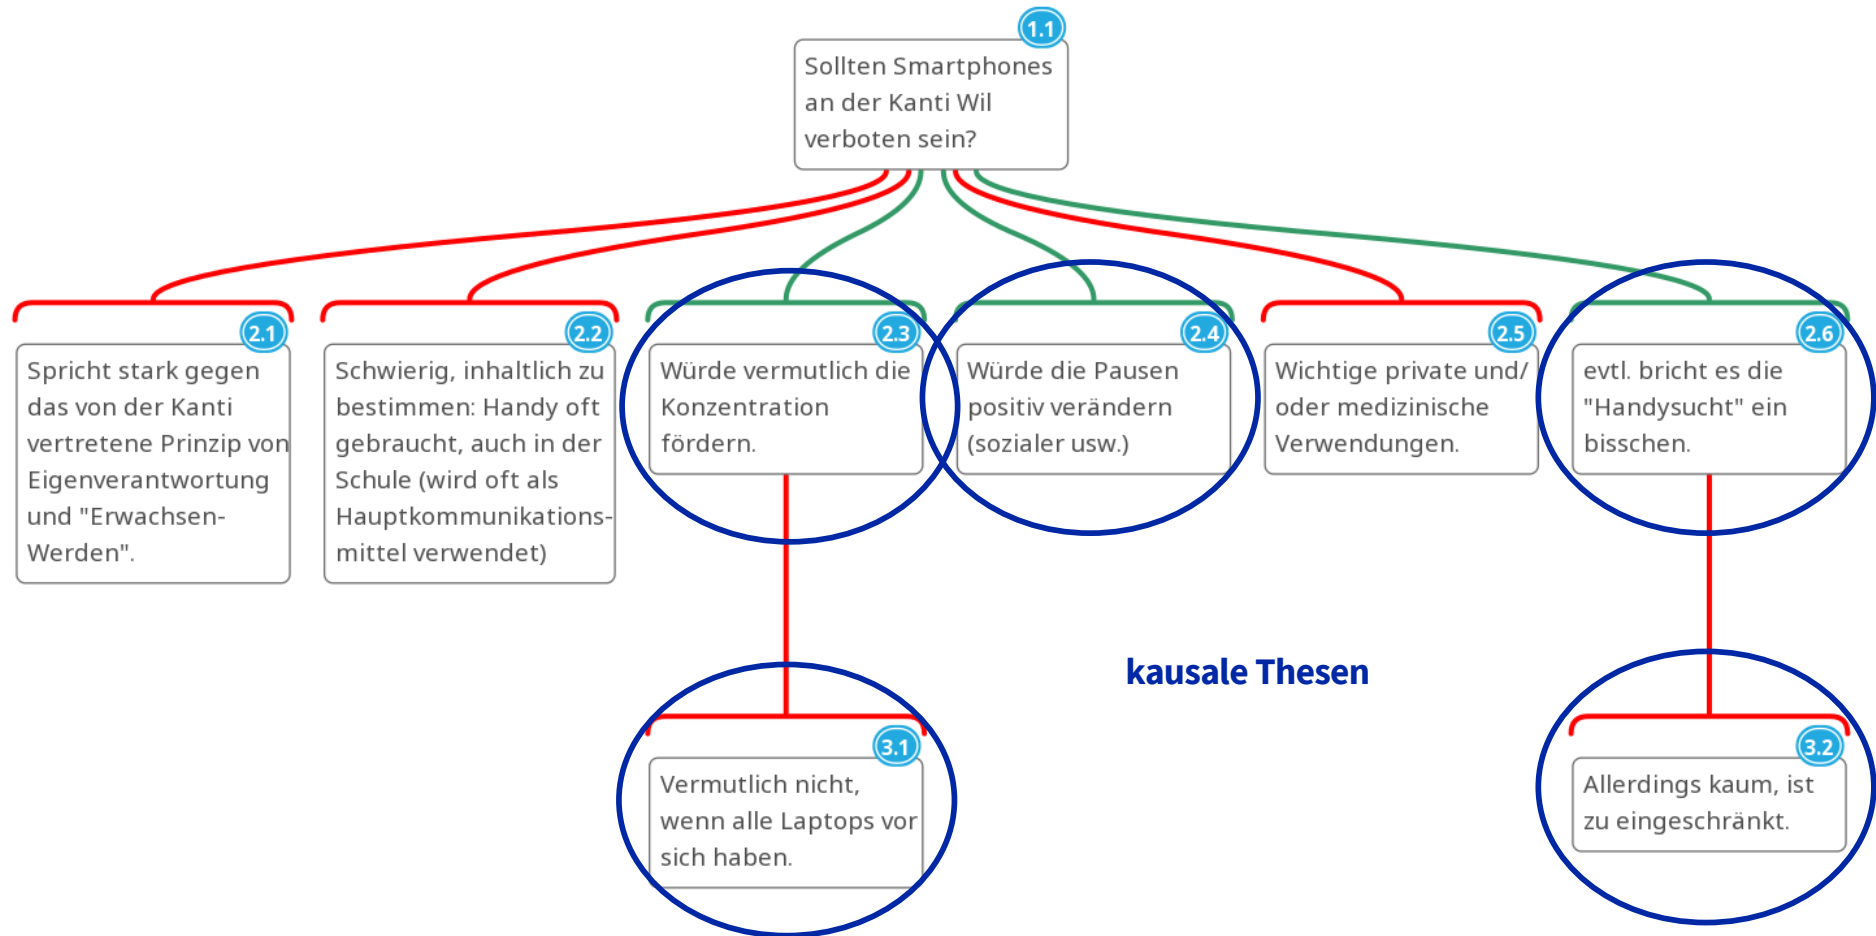 1.1
Sollten Smartphones
an der Kanti Wil
verboten sein?
2.1
Spricht stark gegen
das von der Kanti
vertretene Prinzip von
Eigenverantwortung
und "Erwachsen-
Werden".
2.2
Schwierig, inhaltlich zu
bestimmen: Handy oft
gebraucht, auch in der
Schule (wird oft als
Hauptkommunikations-
mittel verwendet)
2.3
Würde vermutlich die
Konzentration
fördern.
2.4
Würde die Pausen
positiv verändern
(sozialer usw.)
2.5
Wichtige private und/
oder medizinische
Verwendungen.
2.6
evtl. bricht es die
"Handysucht" ein
bisschen.
kausale Thesen
3.1
Vermutlich nicht,
wenn alle Laptops vor
sich haben.
3.2
Allerdings kaum, ist
zu eingeschränkt.